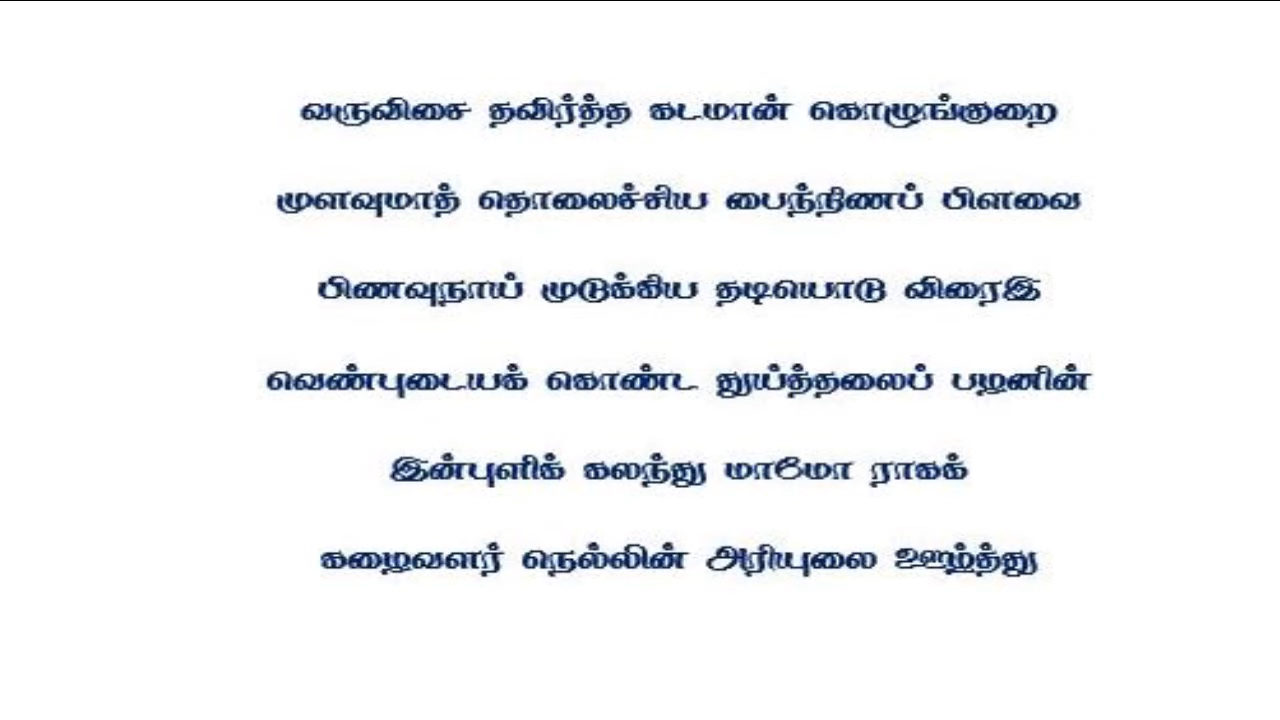 வருவிசை தவிர்த்த கடமான் கொழுங்குறை
முளவுமாத் தொலைச்சிய பைந்நிணப் பிளவை
பிணவுநாய் முடுக்கிய தடியொடு விரைஇ
வெண்புடையக் கொண்ட துய்த்தலைப் பழனின்
இன்புளிக் கலந்து மாமோ ராகக்
கழைவளர் நெல்லின் அரியுலை ஊழ்த்து